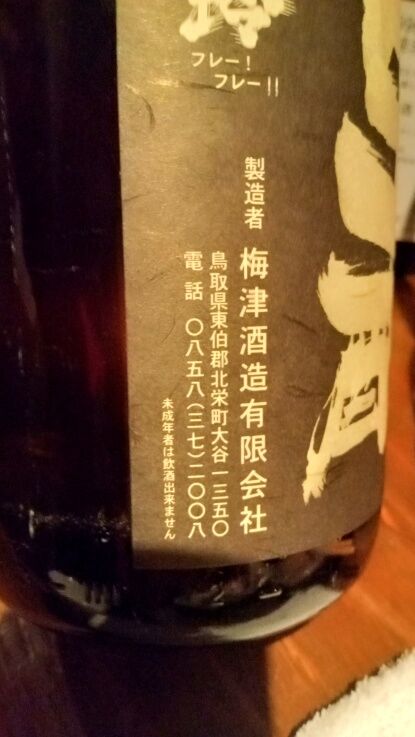 フレー!
フレー!!
製造者 梅津酒造有限会社
鳥取県東伯郡北栄町大谷一三五〇
電話 〇八五八(三七)二〇〇八
未成年者は飲酒出来ません